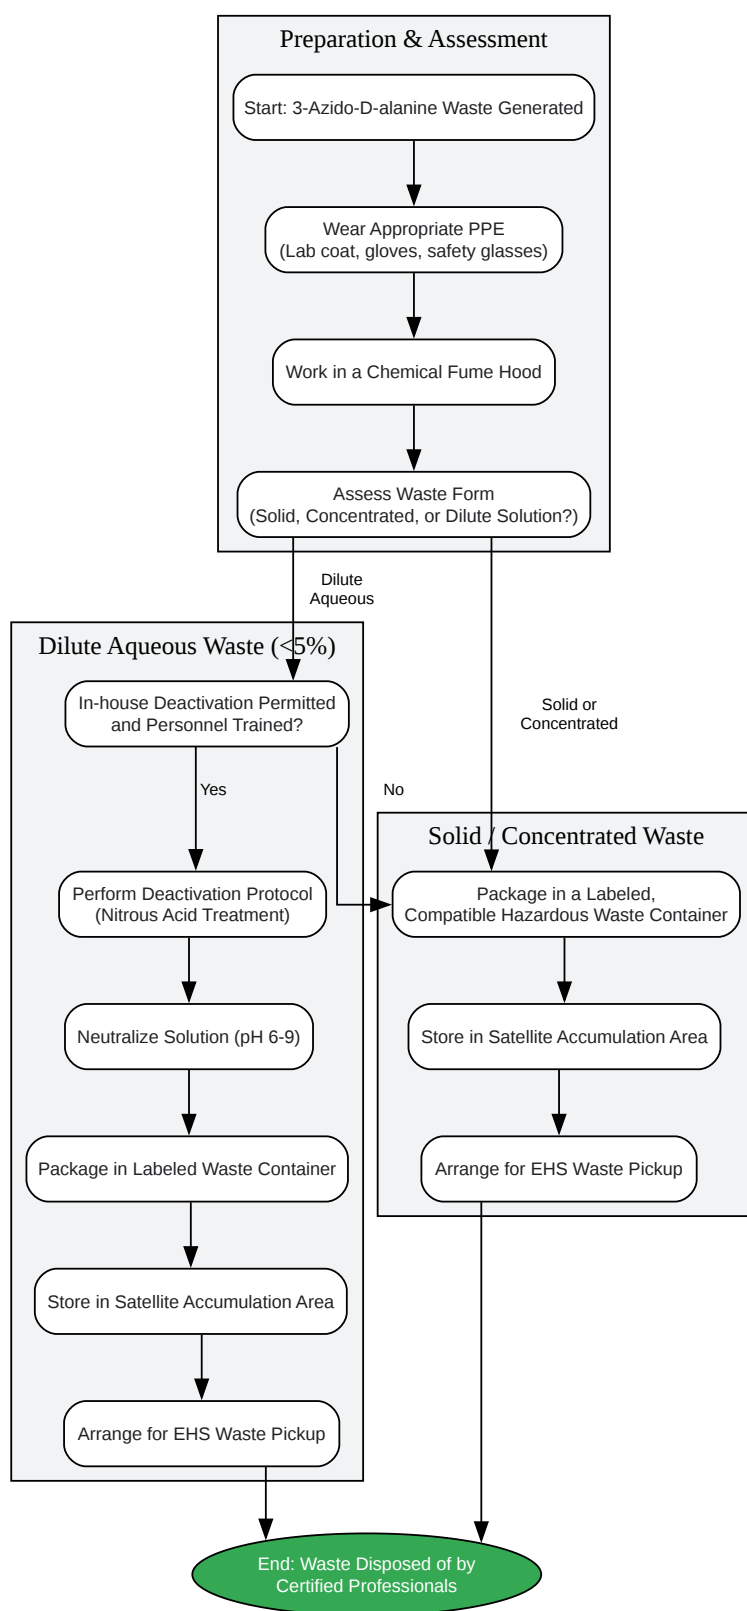 Preparation & Assessment
Start: 3-Azido-D-alanine Waste Generated
Wear Appropriate PPE
(Lab coat, gloves, safety glasses)
Work in a Chemical Fume Hood
Assess Waste Form
(Solid, Concentrated, or Dilute Solution?)
Dilute
Aqueous
Solid or
Concentrated
Dilute Aqueous Waste (<5%)
In-house Deactivation Permitted
and Personnel Trained?
Yes
No
Perform Deactivation Protocol
(Nitrous Acid Treatment)
Neutralize Solution (pH 6-9)
Package in Labeled Waste Container
Store in Satellite Accumulation Area
Arrange for EHS Waste Pickup
Solid / Concentrated Waste
Package in a Labeled,
Compatible Hazardous Waste Container
Store in Satellite Accumulation Area
Arrange for EHS Waste Pickup
End: Waste Disposed of by
Certified Professionals